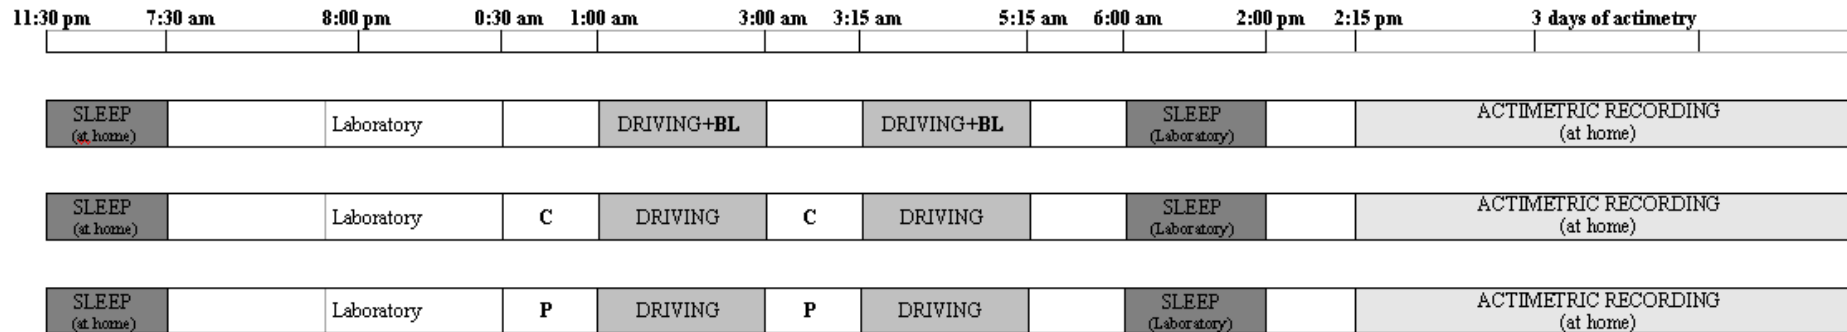 11:30 pm 7:30 am 8:00 pm 0:30 am 1:00 am 3:00 am 3:15 am 5:15 am 6:00 am 2:00 pm 2:15 pm 3 days of actimetry
SLEEP
(at home)
Laboratory
DRIVING+BL
DRIVING+BL
SLEEP
(Laboratory)
ACTIMETRIC RECORDING
(at home)
SLEEP
(at home)
Laboratory
C
DRIVING
C
DRIVING
SLEEP
(Laboratory)
ACTIMETRIC RECORDING
(at home)
SLEEP
(at home)
Laboratory
P
DRIVING
P
DRIVING
SLEEP
(Laboratory)
ACTIMETRIC RECORDING
(at home)